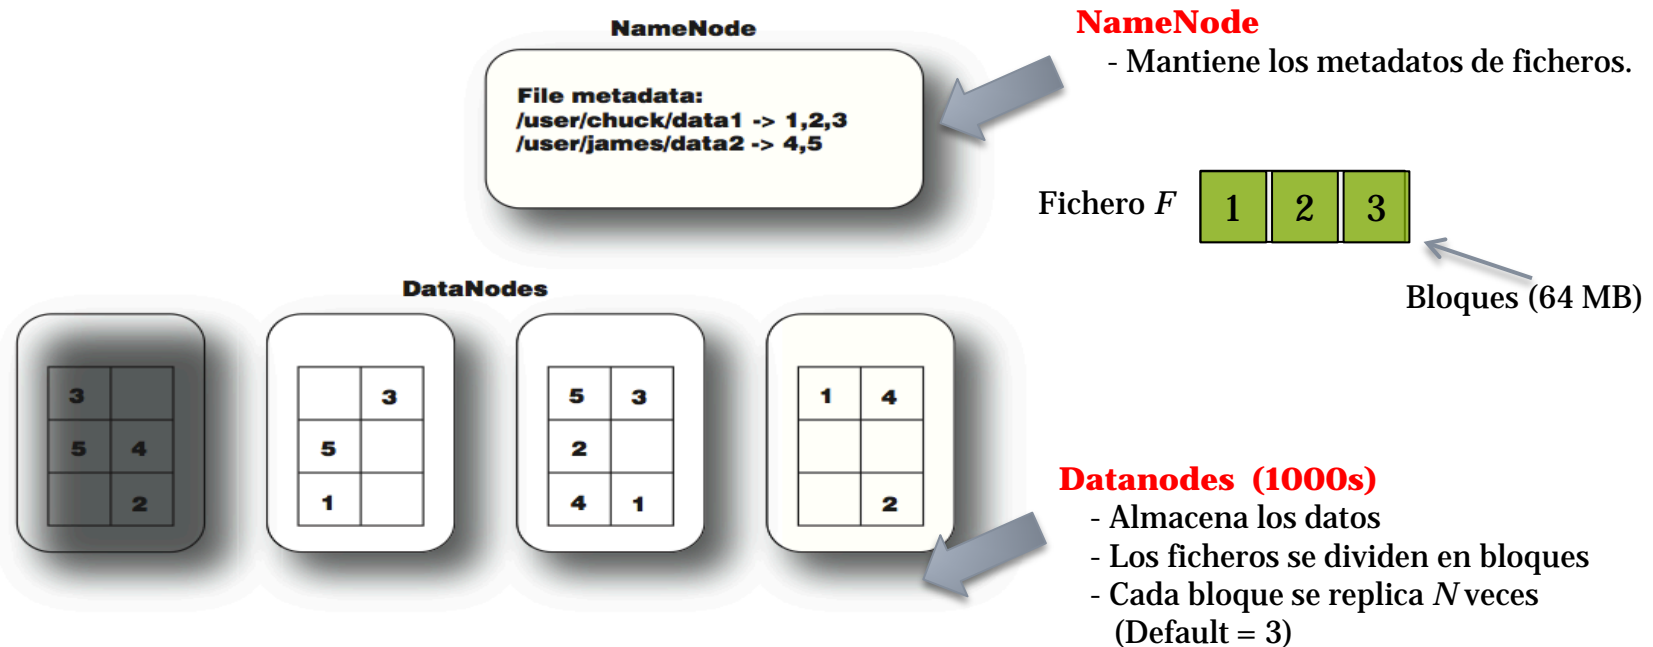 NameNode
File metadata:
/user/chuck/data1 -> 1,2,3
/user/james/data2 -> 4,5
NameNode
- Mantiene los metadatos de ficheros.
Fichero F 1 2 3
Bloques (64 MB)
DataNodes
3
5 4
2
3
5
1
5 3
2
4 1
1 4
2
Datanodes (1000s)
- Almacena los datos
- Los ficheros se dividen en bloques
- Cada bloque se replica N veces
(Default = 3)